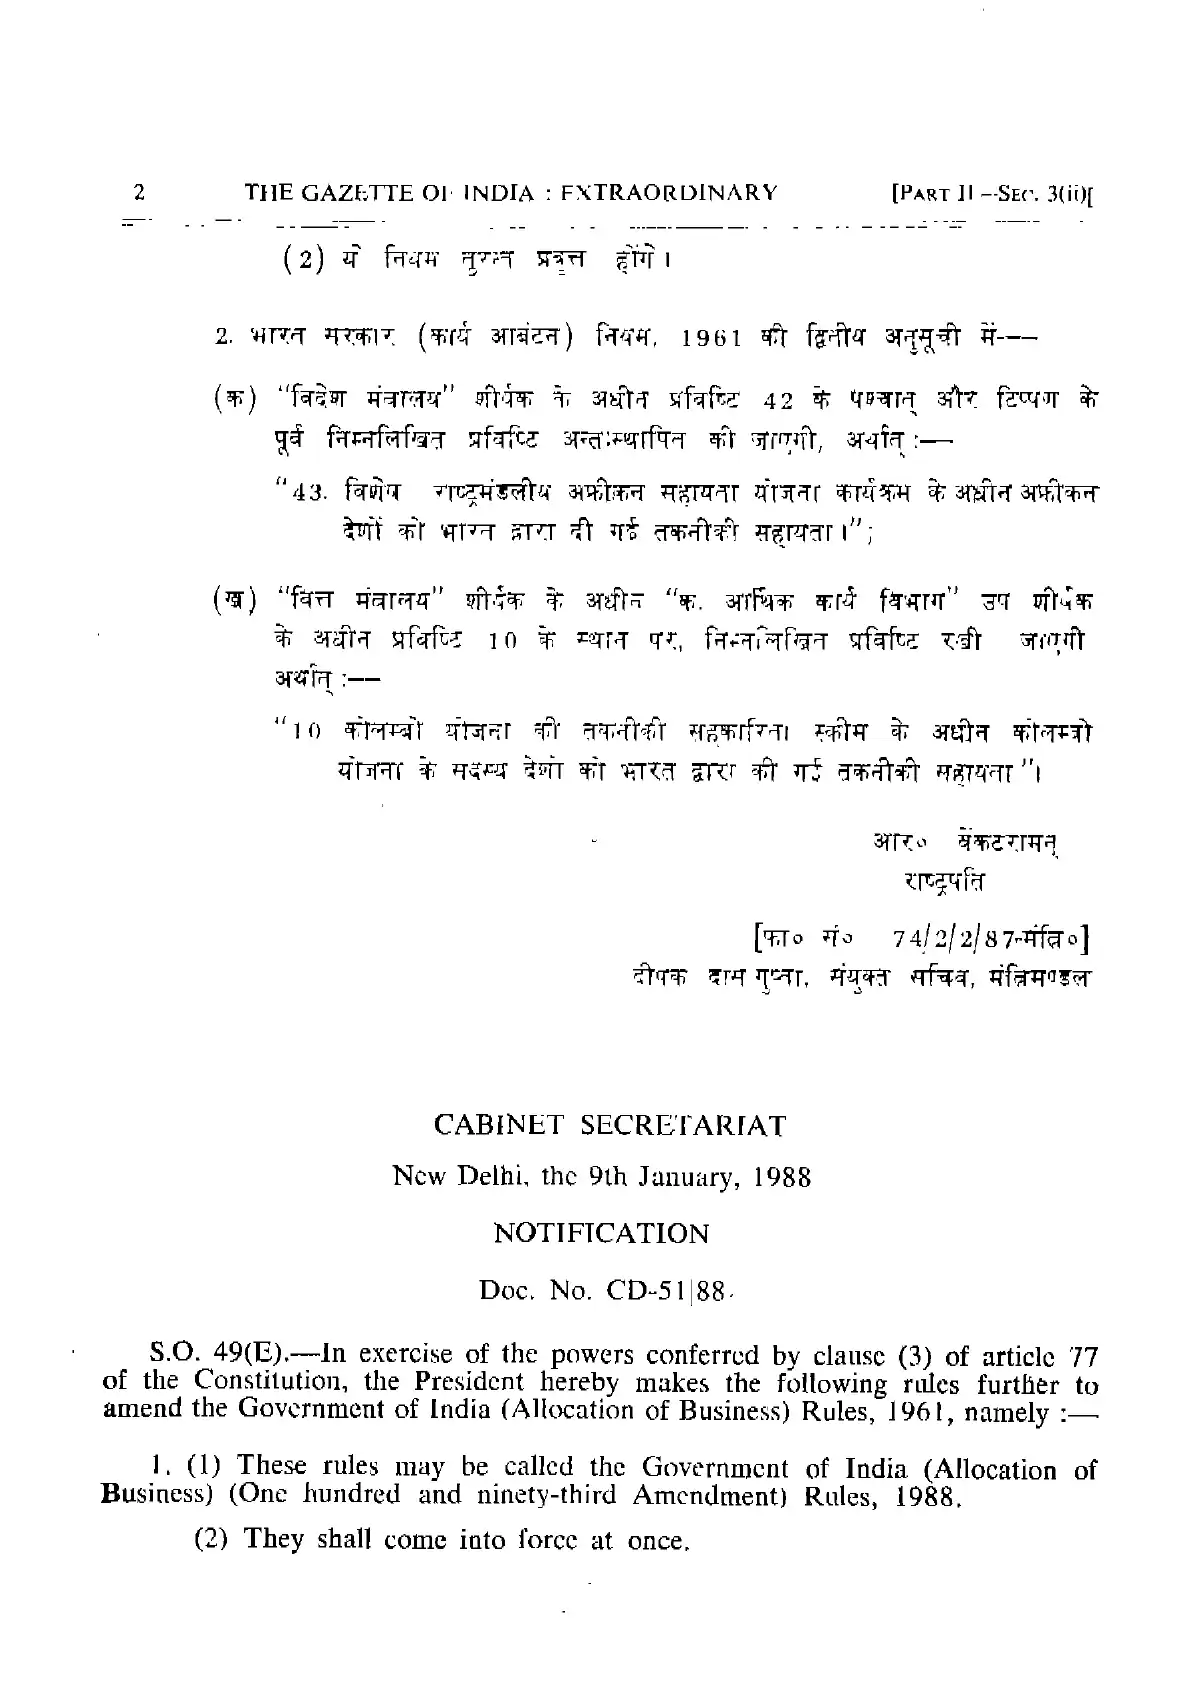 2 THE GAZETTE OF INDIA : EXTRAORDINARY [PART II—SEC. 3(ii)[
(2) ये नियम तुरन्त प्रवृत्त होंगे।
2. भारत सरकार (कार्य आबंटन) नियम, 1961 की द्वितीय अनुसूची में—
(क) "विदेश मंत्रालय" शीर्षक के अधीन प्रविष्टि 42 के पश्चात् और टिप्पण के
पूर्व निम्नलिखित प्रविष्टि अन्तःस्थापित की जाएगी, अर्थात् :—
"43. विशेष राष्ट्रमंडलीय अफ्रीकन सहायता योजना कार्यक्रम के अधीन अफ्रीकन
देशों को भारत द्वारा दी गई तकनीकी सहायता।";
(ख) "वित्त मंत्रालय" शीर्षक के अधीन "क. आर्थिक कार्य विभाग" उप शीर्षक
के अधीन प्रविष्टि 10 के स्थान पर, निम्नलिखित प्रविष्टि रखी जाएगी
अर्थात् :—
"10 कोलम्बो योजना की तकनीकी सहकारिता स्कीम के अधीन कोलम्बो
योजना के सदस्य देशों को भारत द्वारा की गई तकनीकी सहायता"।
आर० वेंकटरामन्
राष्ट्रपति
[फा० सं० 74/2/2/87-मंत्रि०]
दीपक दास गुप्ता, संयुक्त सचिव, मंत्रिमण्डल
CABINET SECRETARIAT
New Delhi, the 9th January, 1988
NOTIFICATION
Doc. No. CD-51|88.
S.O. 49(E).—In exercise of the powers conferred by clause (3) of article 77
of the Constitution, the President hereby makes the following rules further to
amend the Government of India (Allocation of Business) Rules, 1961, namely :—
1. (1) These rules may be called the Government of India (Allocation of
Business) (One hundred and ninety-third Amendment) Rules, 1988.
(2) They shall come into force at once.